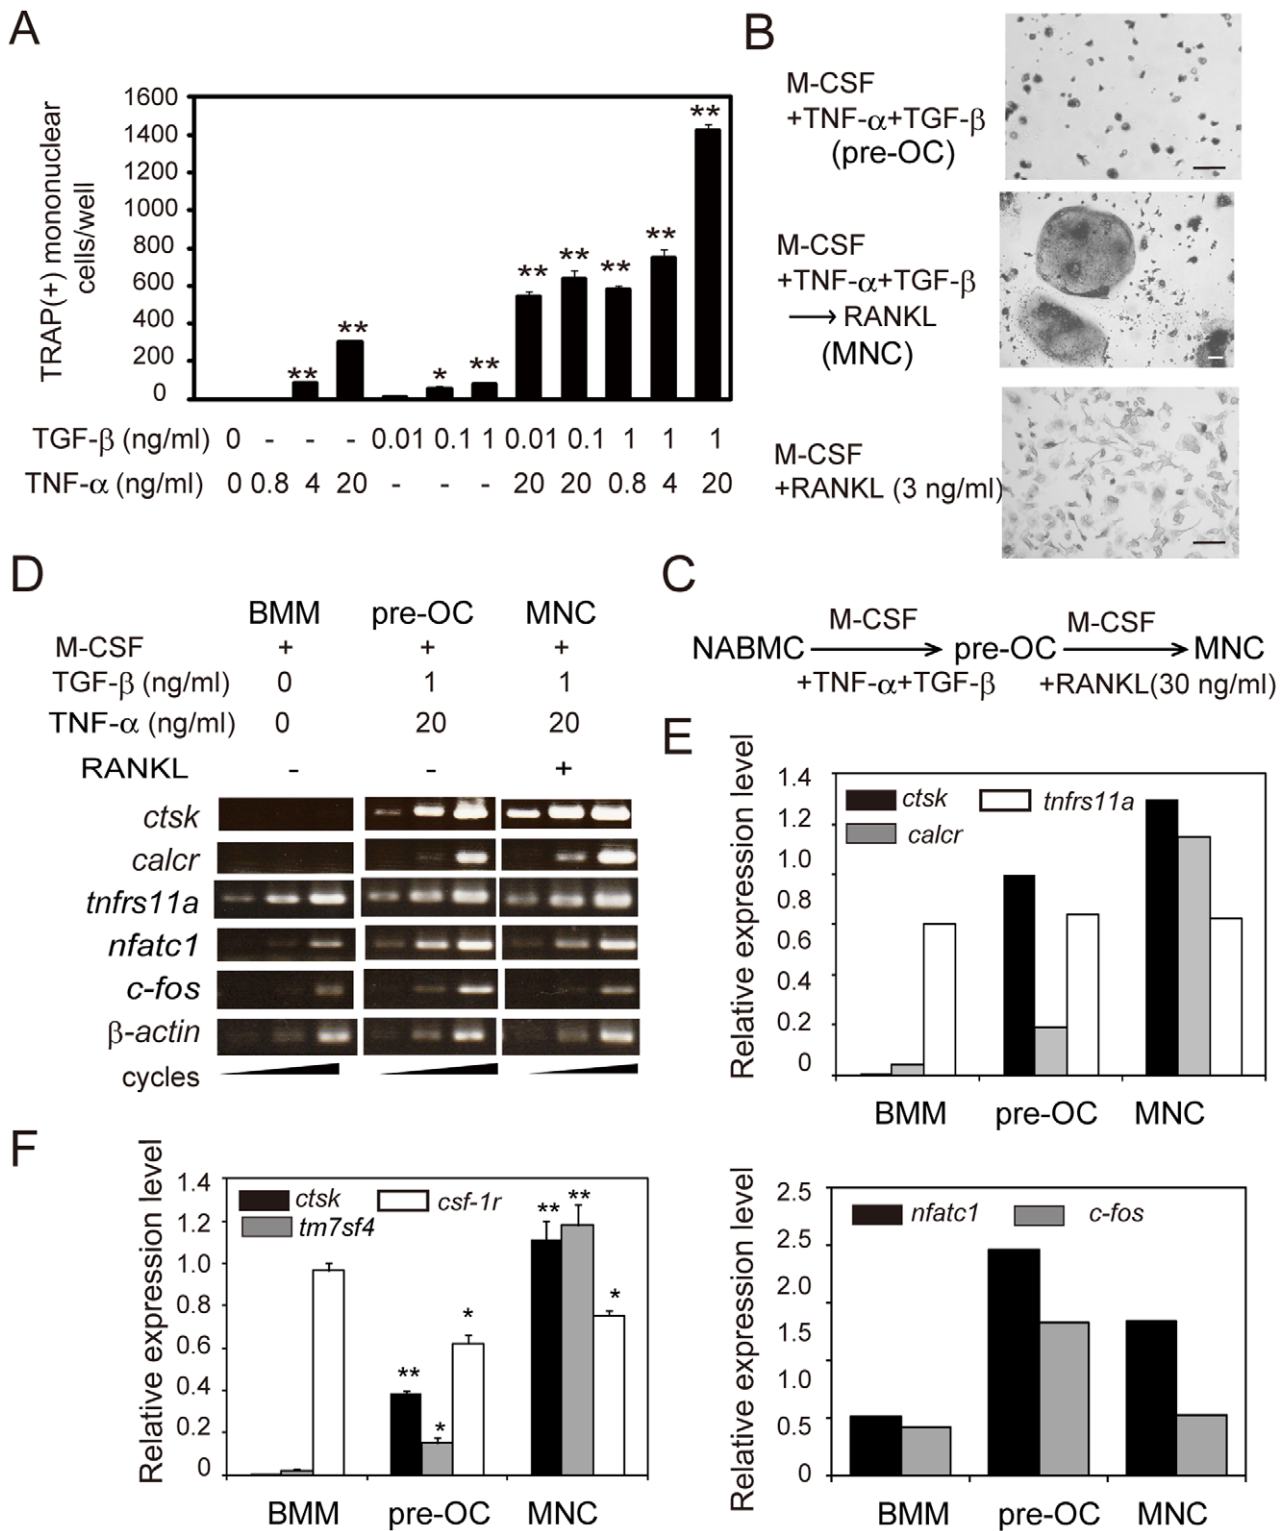 A
TRAP(+) mononuclear
cells/well
1600
1400
1200
1000
800
600
400
200
0
** ** * ** ** ** ** ** **
TGF-β (ng/ml) 0 - - - 0.01 0.1 1 0.01 0.1 1 1 1
TNF-α (ng/ml) 0 0.8 4 20 - - - 20 20 0.8 4 20
B
M-CSF
+TNF-α+TGF-β
(pre-OC)
M-CSF
+TNF-α+TGF-β
→ RANKL
(MNC)
M-CSF
+RANKL (3 ng/ml)
C
M-CSF M-CSF
NABMC → pre-OC → MNC
+TNF-α+TGF-β +RANKL(30 ng/ml)
D
BMM pre-OC MNC
M-CSF + + +
TGF-β (ng/ml) 0 1 1
TNF-α (ng/ml) 0 20 20
RANKL - - +
ctsk
calcr
tnfrs11a
nfatc1
c-fos
β-actin
cycles
E
Relative expression level
1.4
1.2
1.0
0.8
0.6
0.4
0.2
0
ctsk tnfrs11a
calcr
BMM pre-OC MNC
Relative expression level
2.5
2.5
2.0
1.5
1.0
0.5
0
nfatc1 c-fos
BMM pre-OC MNC
F
Relative expression level
1.4
1.2
1.0
0.8
0.6
0.4
0.2
0
ctsk csf-1r
tm7sf4
** * * ** ** *
BMM pre-OC MNC